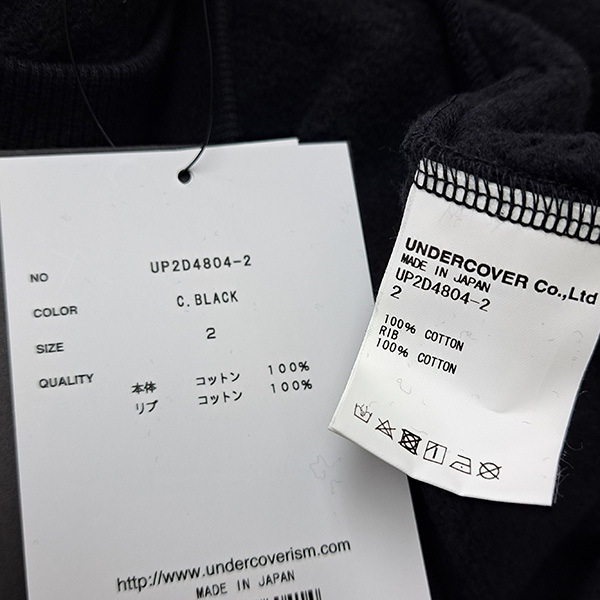 NO UP2D4804-2
COLOR C.BLACK
SIZE 2
QUALITY 本体 コットン 100%
リブ コットン 100%
http://www.undercoverism.com
MADE IN JAPAN
UNDERCOVER Co.,Ltd
MADE IN JAPAN
UP2D4804-2
2
100% COTTON
RIB
100% COTTON